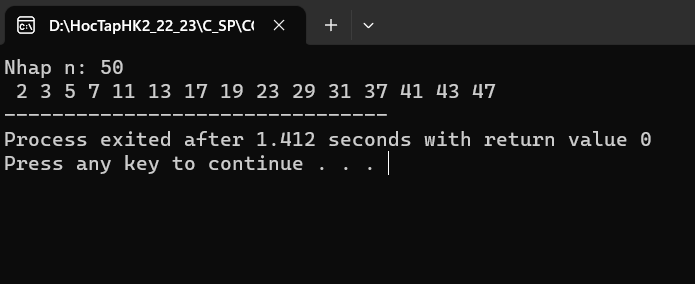 D:\HocTapHK2_22_23\C_SP\C
Nhap n: 50
2 3 5 7 11 13 17 19 23 29 31 37 41 43 47
--------------------------------
Process exited after 1.412 seconds with return value 0
Press any key to continue . . .